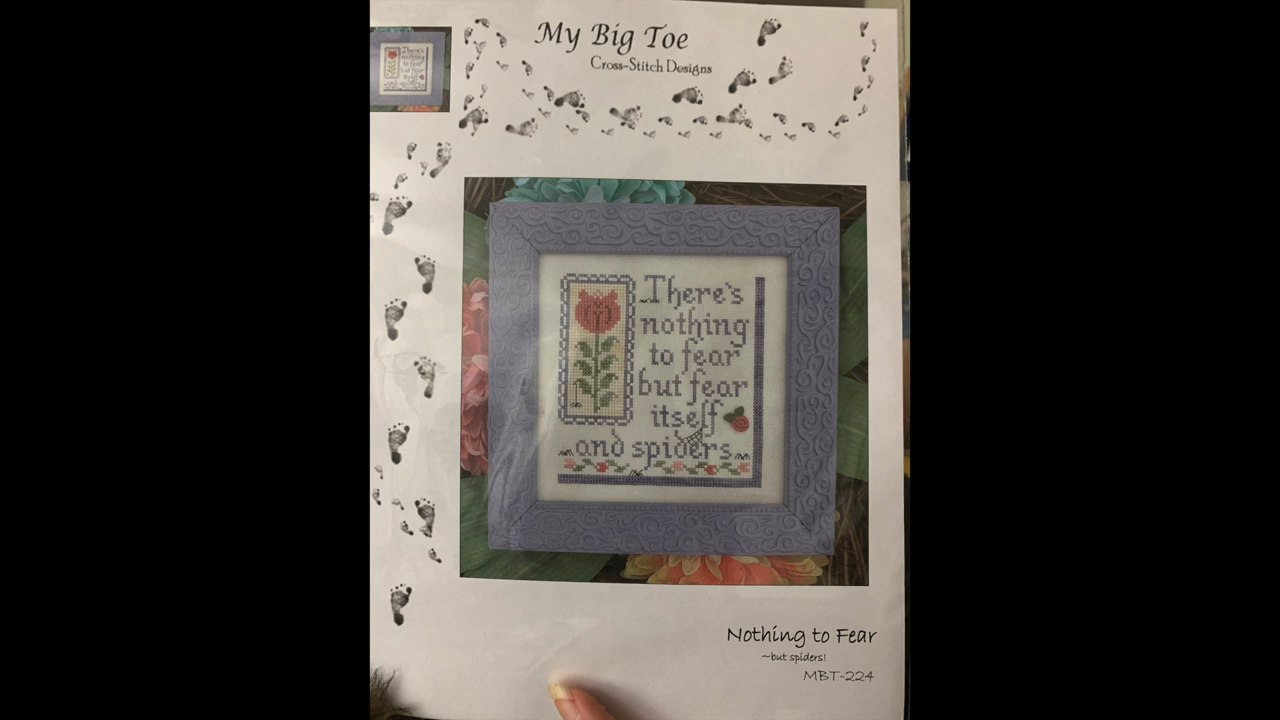 My Big Toe
Cross-Stitch Designs
There's
nothing
to fear
but fear
itself
and spiders
Nothing to Fear
~but spiders!
MBT-224